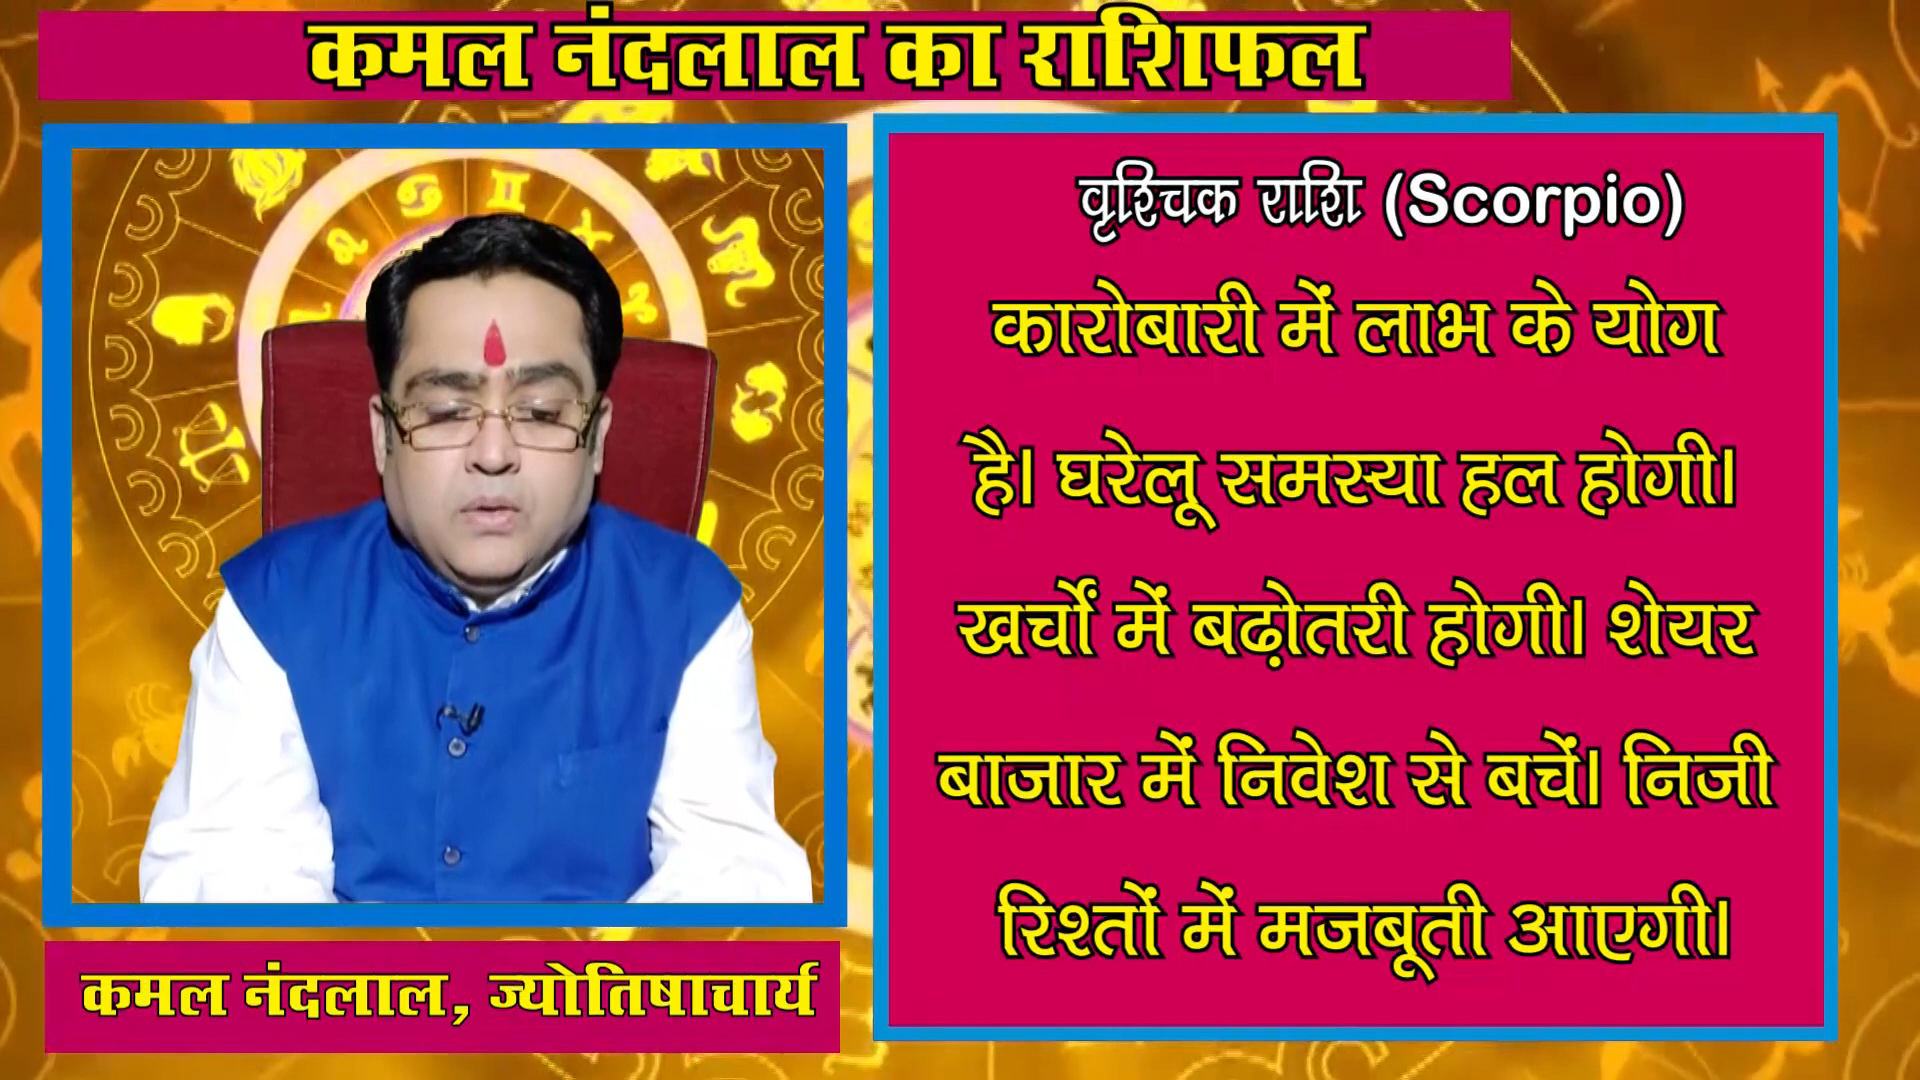 कमल नंदलाल का राशिफल
वृश्चिक राशि (Scorpio)
कारोबारी में लाभ के योग
है। घरेलू समस्या हल होगी।
खर्चों में बढ़ोतरी होगी। शेयर
बाजार में निवेश से बचें। निजी
रिश्तों में मजबूती आएगी।
कमल नंदलाल, ज्योतिषाचार्य